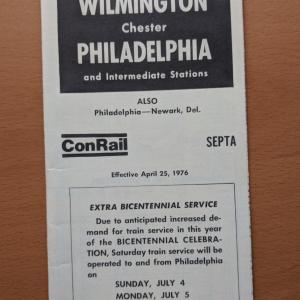 WILMINGTON
Chester
PHILADELPHIA
and Intermediate Stations
ALSO
Philadelphia—Newark, Del.
ConRail
SEPTA
Effective April 25, 1976
EXTRA BICENTENNIAL SERVICE
Due to anticipated increased de-
mand for train service in this year
of the BICENTENNIAL CELEBRA-
TION, Saturday train service will be
operated to and from Philadelphia
on
SUNDAY, JULY 4
MONDAY, JULY 5